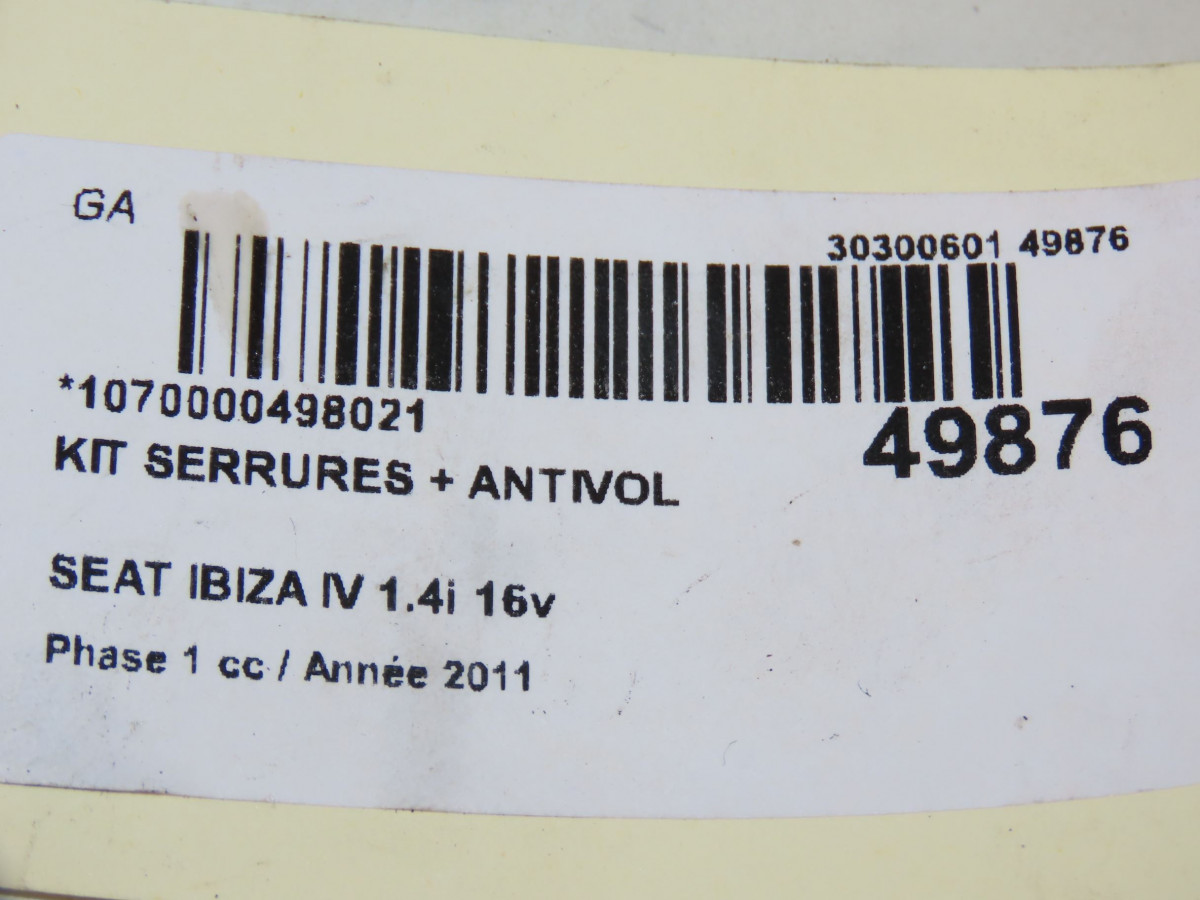 GA
30300601 49876
*1070000498021
49876
KIT SERRURES + ANTIVOL
SEAT IBIZA IV 1.4i 16v
Phase 1 cc / Année 2011